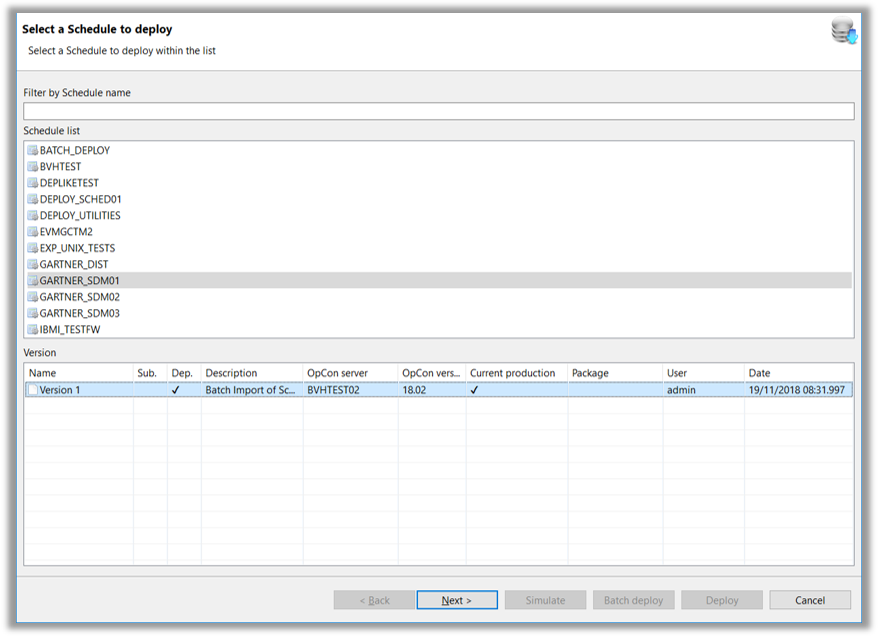 Select a Schedule to deploy
Select a Schedule to deploy within the list
Filter by Schedule name
Schedule list
BATCH_DEPLOY
BVHTEST
DEPLIKETEST
DEPLOY_SCHED01
DEPLOY_UTILITIES
EVMGCTM2
EXP_UNIX_TESTS
GARTNER_DIST
GARTNER_SDM01
GARTNER_SDM02
GARTNER_SDM03
IBMI_TESTFW
Version
Name Sub. Dep. Description OpCon server OpCon vers... Current production Package User Date
Version 1 ✓ Batch Import of Sc... BVHTEST02 18.02 ✓ admin 19/11/2018 08:31.997
< Back Next > Simulate Batch deploy Deploy Cancel